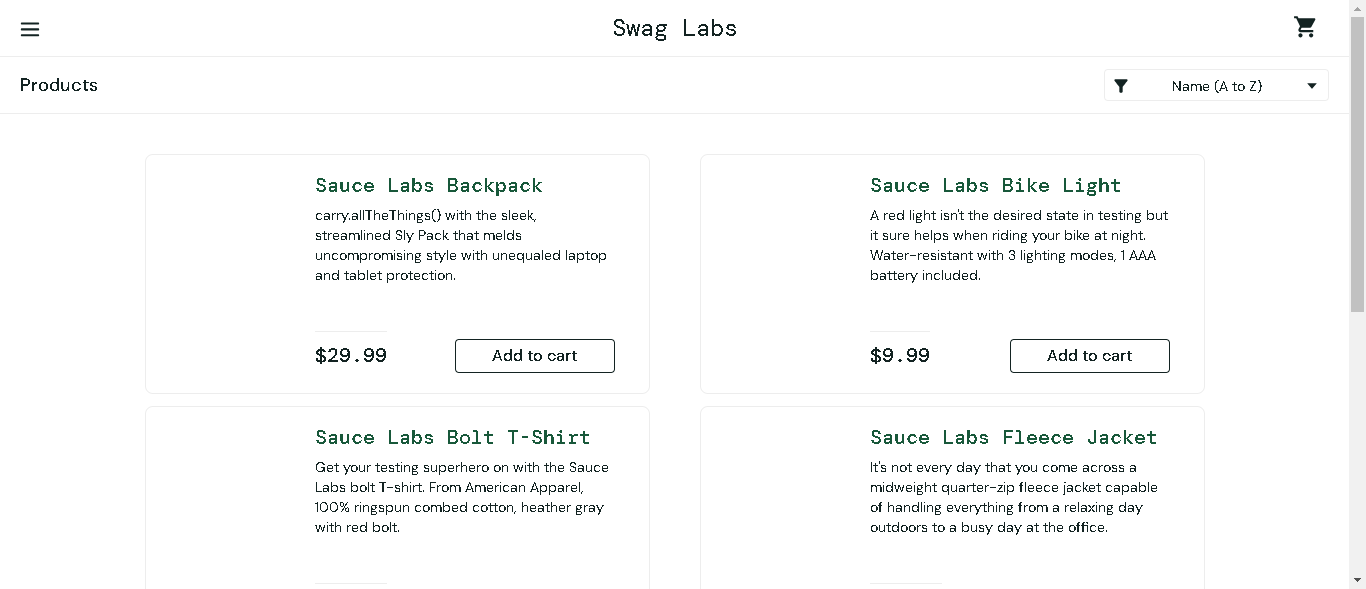 Swag Labs
Products
Name (A to Z)
Sauce Labs Backpack
carry.allTheThings() with the sleek,
streamlined Sly Pack that melds
uncompromising style with unequaled laptop
and tablet protection.
$29.99
Add to cart
Sauce Labs Bike Light
A red light isn't the desired state in testing but
it sure helps when riding your bike at night.
Water-resistant with 3 lighting modes, 1 AAA
battery included.
$9.99
Add to cart
Sauce Labs Bolt T-Shirt
Get your testing superhero on with the Sauce
Labs bolt T-shirt. From American Apparel,
100% ringspun combed cotton, heather gray
with red bolt.
Sauce Labs Fleece Jacket
It's not every day that you come across a
midweight quarter-zip fleece jacket capable
of handling everything from a relaxing day
outdoors to a busy day at the office.